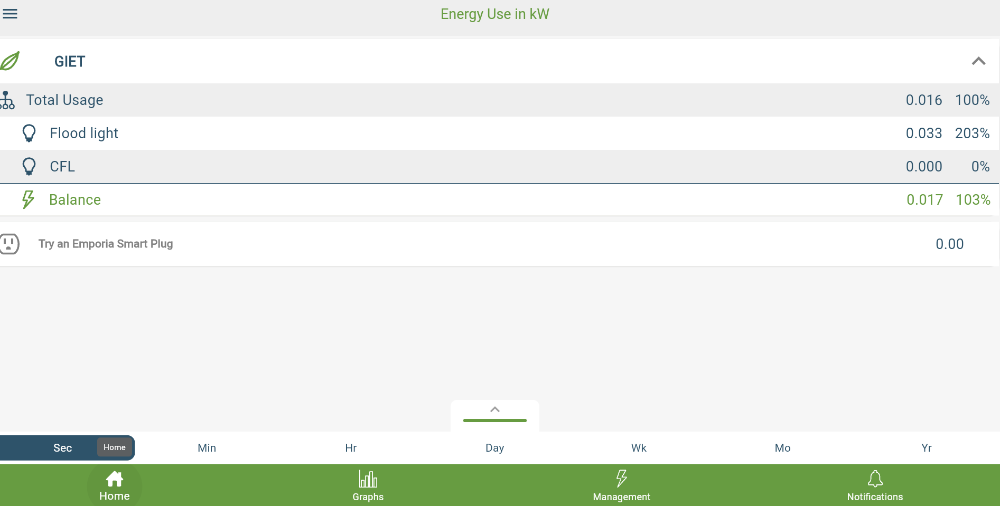 Energy Use in kW
GIET
Total Usage 0.016 100%
Flood light 0.033 203%
CFL 0.000 0%
Balance 0.017 103%
Try an Emporia Smart Plug 0.00
Sec Home Min Hr Day Wk Mo Yr
Home Graphs Management Notifications